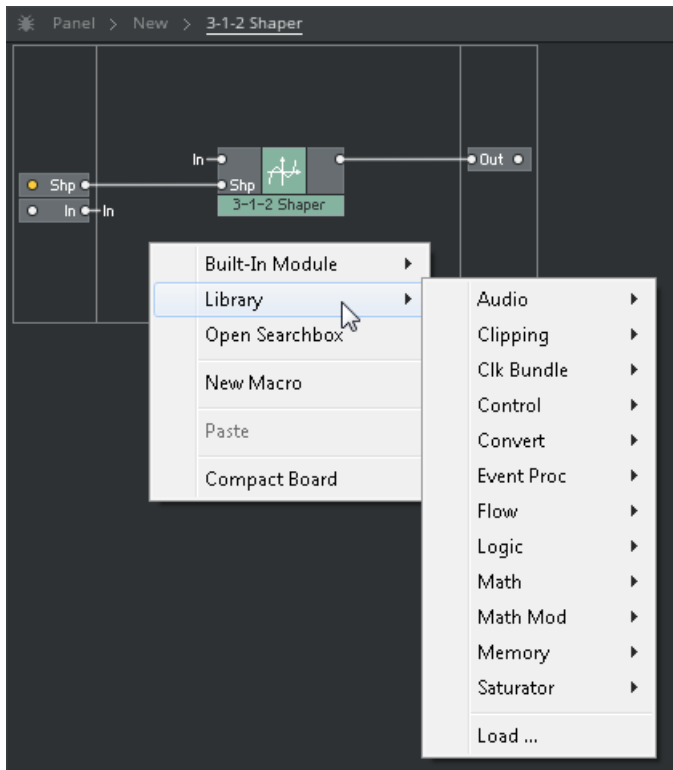 Panel > New > 3-1-2 Shaper
In
Out
Shp
Shp
3-1-2 Shaper
In
In
Built-In Module
Library
Open Searchbox
New Macro
Paste
Compact Board
Audio
Clipping
Clk Bundle
Control
Convert
Event Proc
Flow
Logic
Math
Math Mod
Memory
Saturator
Load ...